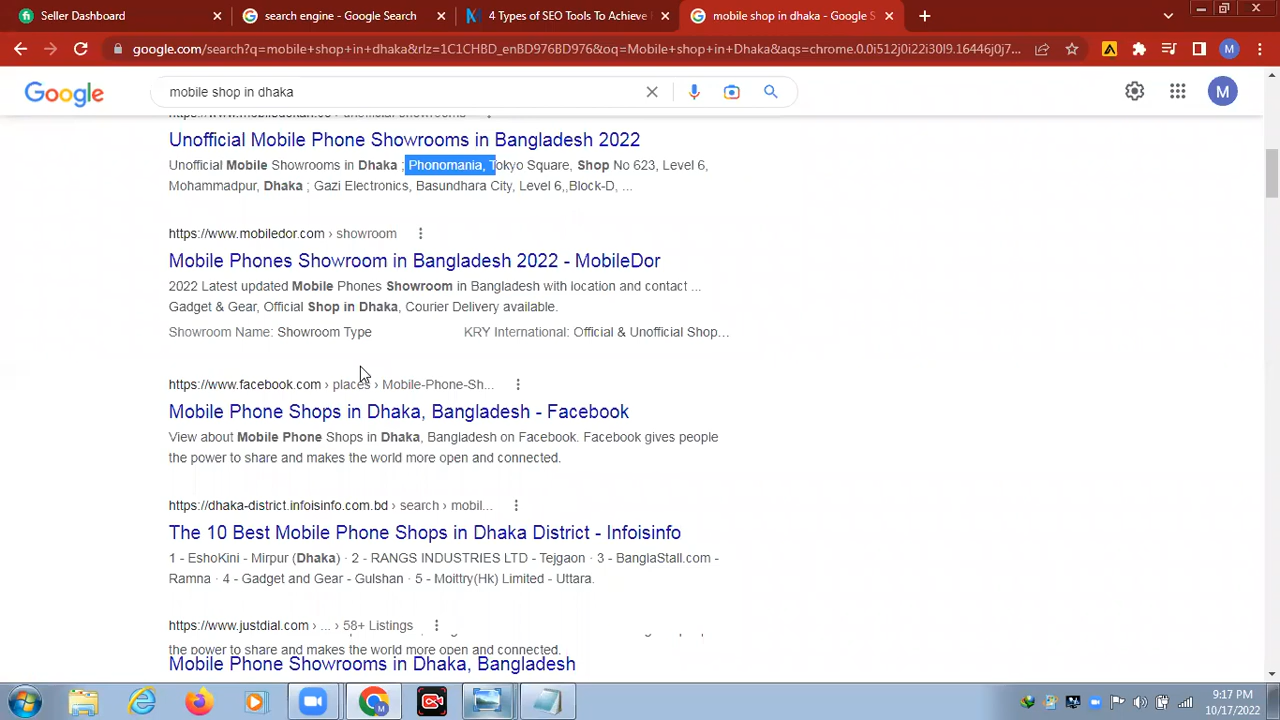 Seller Dashboard
search engine - Google Search
4 Types of SEO Tools To Achieve
mobile shop in dhaka - Google S
google.com/search?q=mobile+shop+in+dhaka&rlz=1C1CHBD_enBD976BD976&oq=Mobile+shop+in+Dhaka&aqs=chrome.0.0i512j0i22i30l9.16446j0j7...
M
Google
mobile shop in dhaka
M
Unofficial Mobile Phone Showrooms in Bangladesh 2022
Unofficial Mobile Showrooms in Dhaka ; Phonomania, Tokyo Square, Shop No 623, Level 6,
Mohammadpur, Dhaka ; Gazi Electronics, Basundhara City, Level 6,,Block-D, ...
https://www.mobiledor.com › showroom
Mobile Phones Showroom in Bangladesh 2022 - MobileDor
2022 Latest updated Mobile Phones Showroom in Bangladesh with location and contact ...
Gadget & Gear, Official Shop in Dhaka, Courier Delivery available.
Showroom Name: Showroom Type
KRY International: Official & Unofficial Shop...
https://www.facebook.com › places › Mobile-Phone-Sh...
Mobile Phone Shops in Dhaka, Bangladesh - Facebook
View about Mobile Phone Shops in Dhaka, Bangladesh on Facebook. Facebook gives people
the power to share and makes the world more open and connected.
https://dhaka-district.infoisinfo.com.bd › search › mobil...
The 10 Best Mobile Phone Shops in Dhaka District - Infoisinfo
1 - EshoKini - Mirpur (Dhaka) · 2 - RANGS INDUSTRIES LTD - Tejgaon · 3 - BanglaStall.com -
Ramna · 4 - Gadget and Gear - Gulshan · 5 - Moittry(Hk) Limited - Uttara.
https://www.justdial.com › ... › 58+ Listings
the power to share and makes the world more open and connected.
Mobile Phone Showrooms in Dhaka, Bangladesh
9:17 PM
10/17/2022